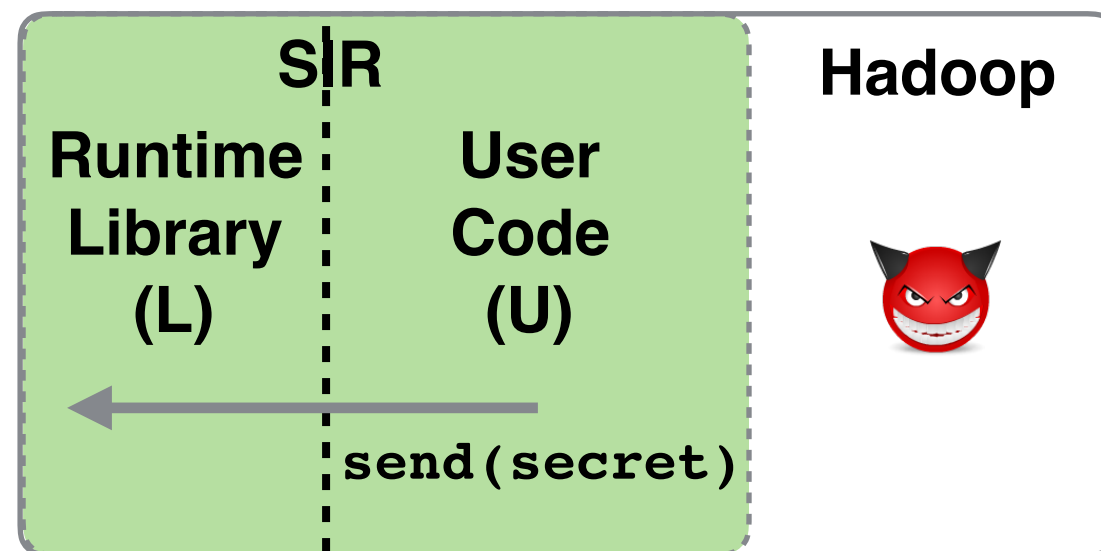 SIR
Hadoop
Runtime
Library
(L)
User
Code
(U)
send(secret)